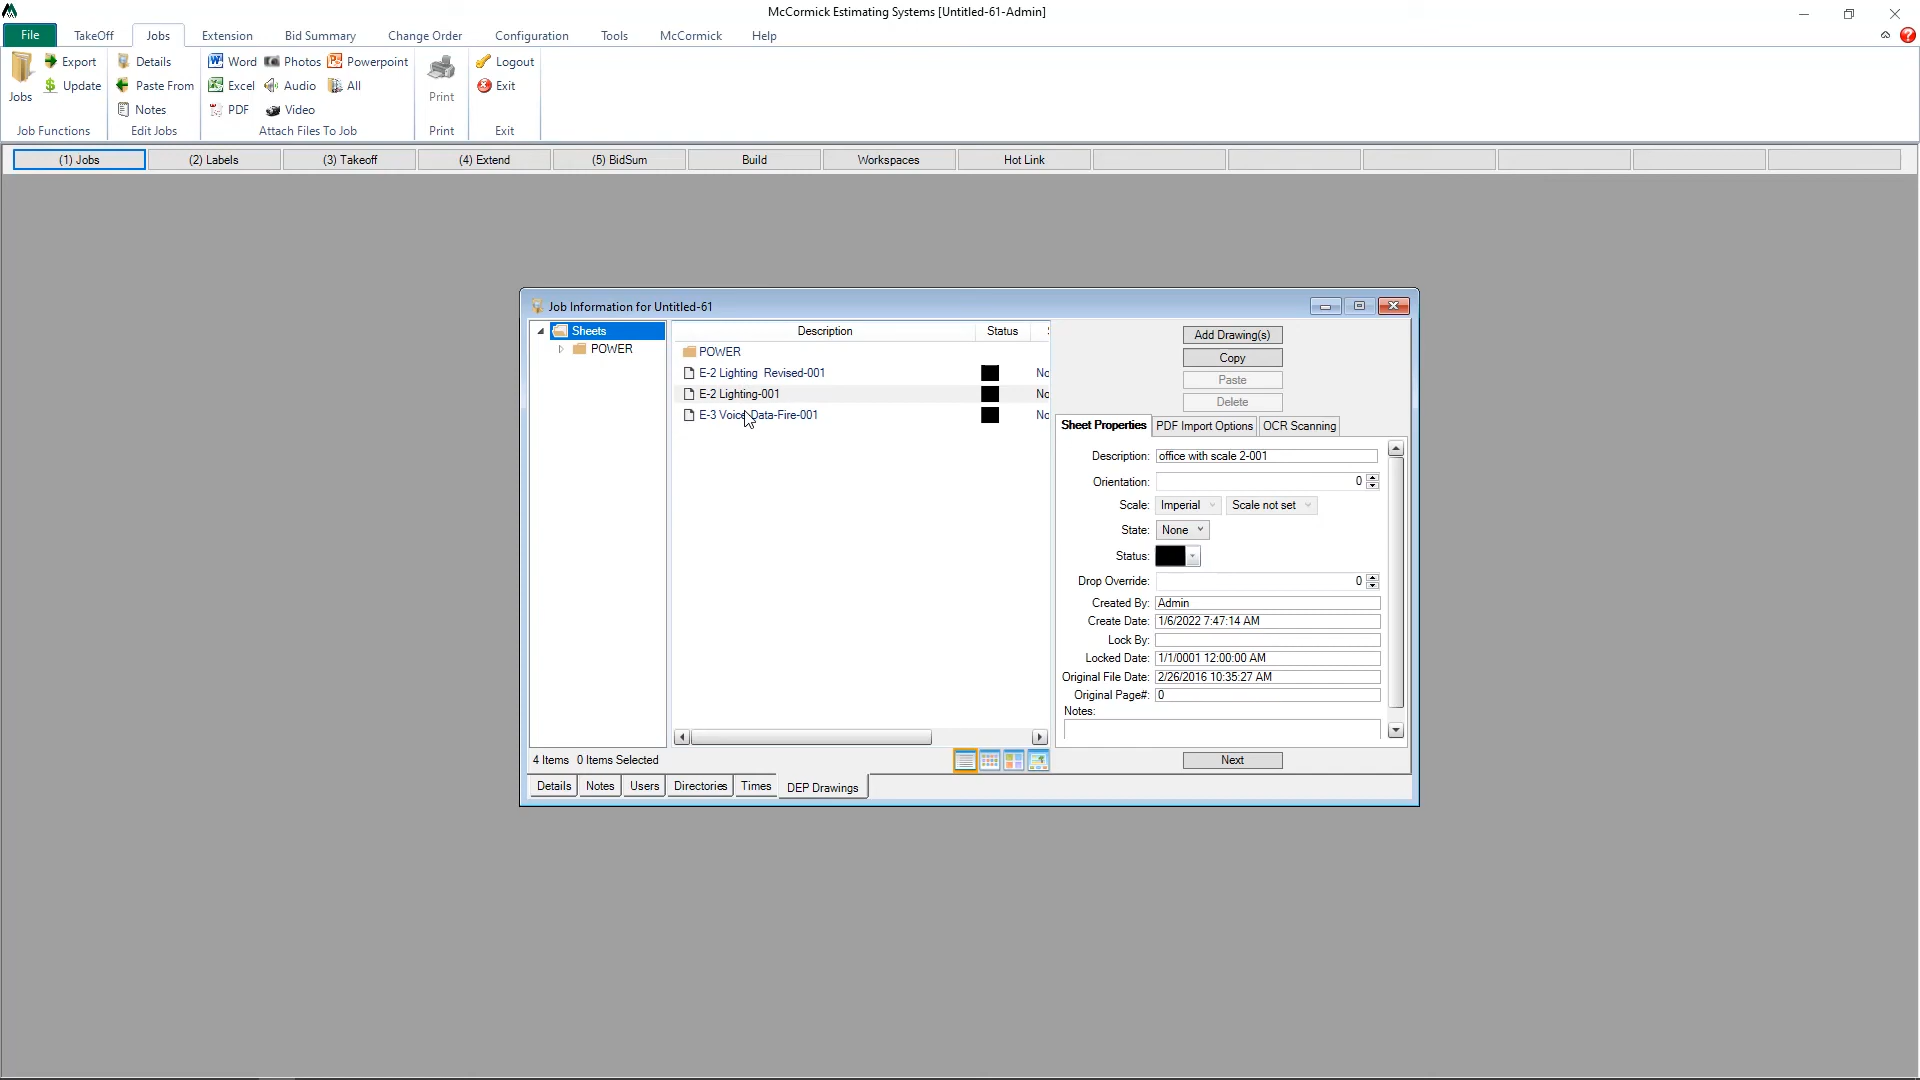 McCormick Estimating Systems [Untitled-61-Admin]
File TakeOff Jobs Extension Bid Summary Change Order Configuration Tools McCormick Help
Jobs Export Update
Job Functions
Details
Paste From
Notes
Edit Jobs
Word Photos Powerpoint
Excel Audio All
PDF Video
Attach Files To Job
Print
Print
Logout
Exit
Exit
(1) Jobs (2) Labels (3) Takeoff (4) Extend (5) BidSum Build Workspaces Hot Link
Job Information for Untitled-61
Sheets
POWER
Description Status
POWER
E-2 Lighting Revised-001 No
E-2 Lighting-001 No
E-3 Voice Data-Fire-001 No
4 Items 0 Items Selected
Add Drawing(s)
Copy
Paste
Delete
Sheet Properties PDF Import Options OCR Scanning
Description: office with scale 2-001
Orientation: 0
Scale: Imperial Scale not set
State: None
Status:
Drop Override: 0
Created By: Admin
Create Date: 1/6/2022 7:47:14 AM
Lock By:
Locked Date: 1/1/0001 12:00:00 AM
Original File Date: 2/26/2016 10:35:27 AM
Original Page#: 0
Notes:
Next
Details Notes Users Directories Times DEP Drawings